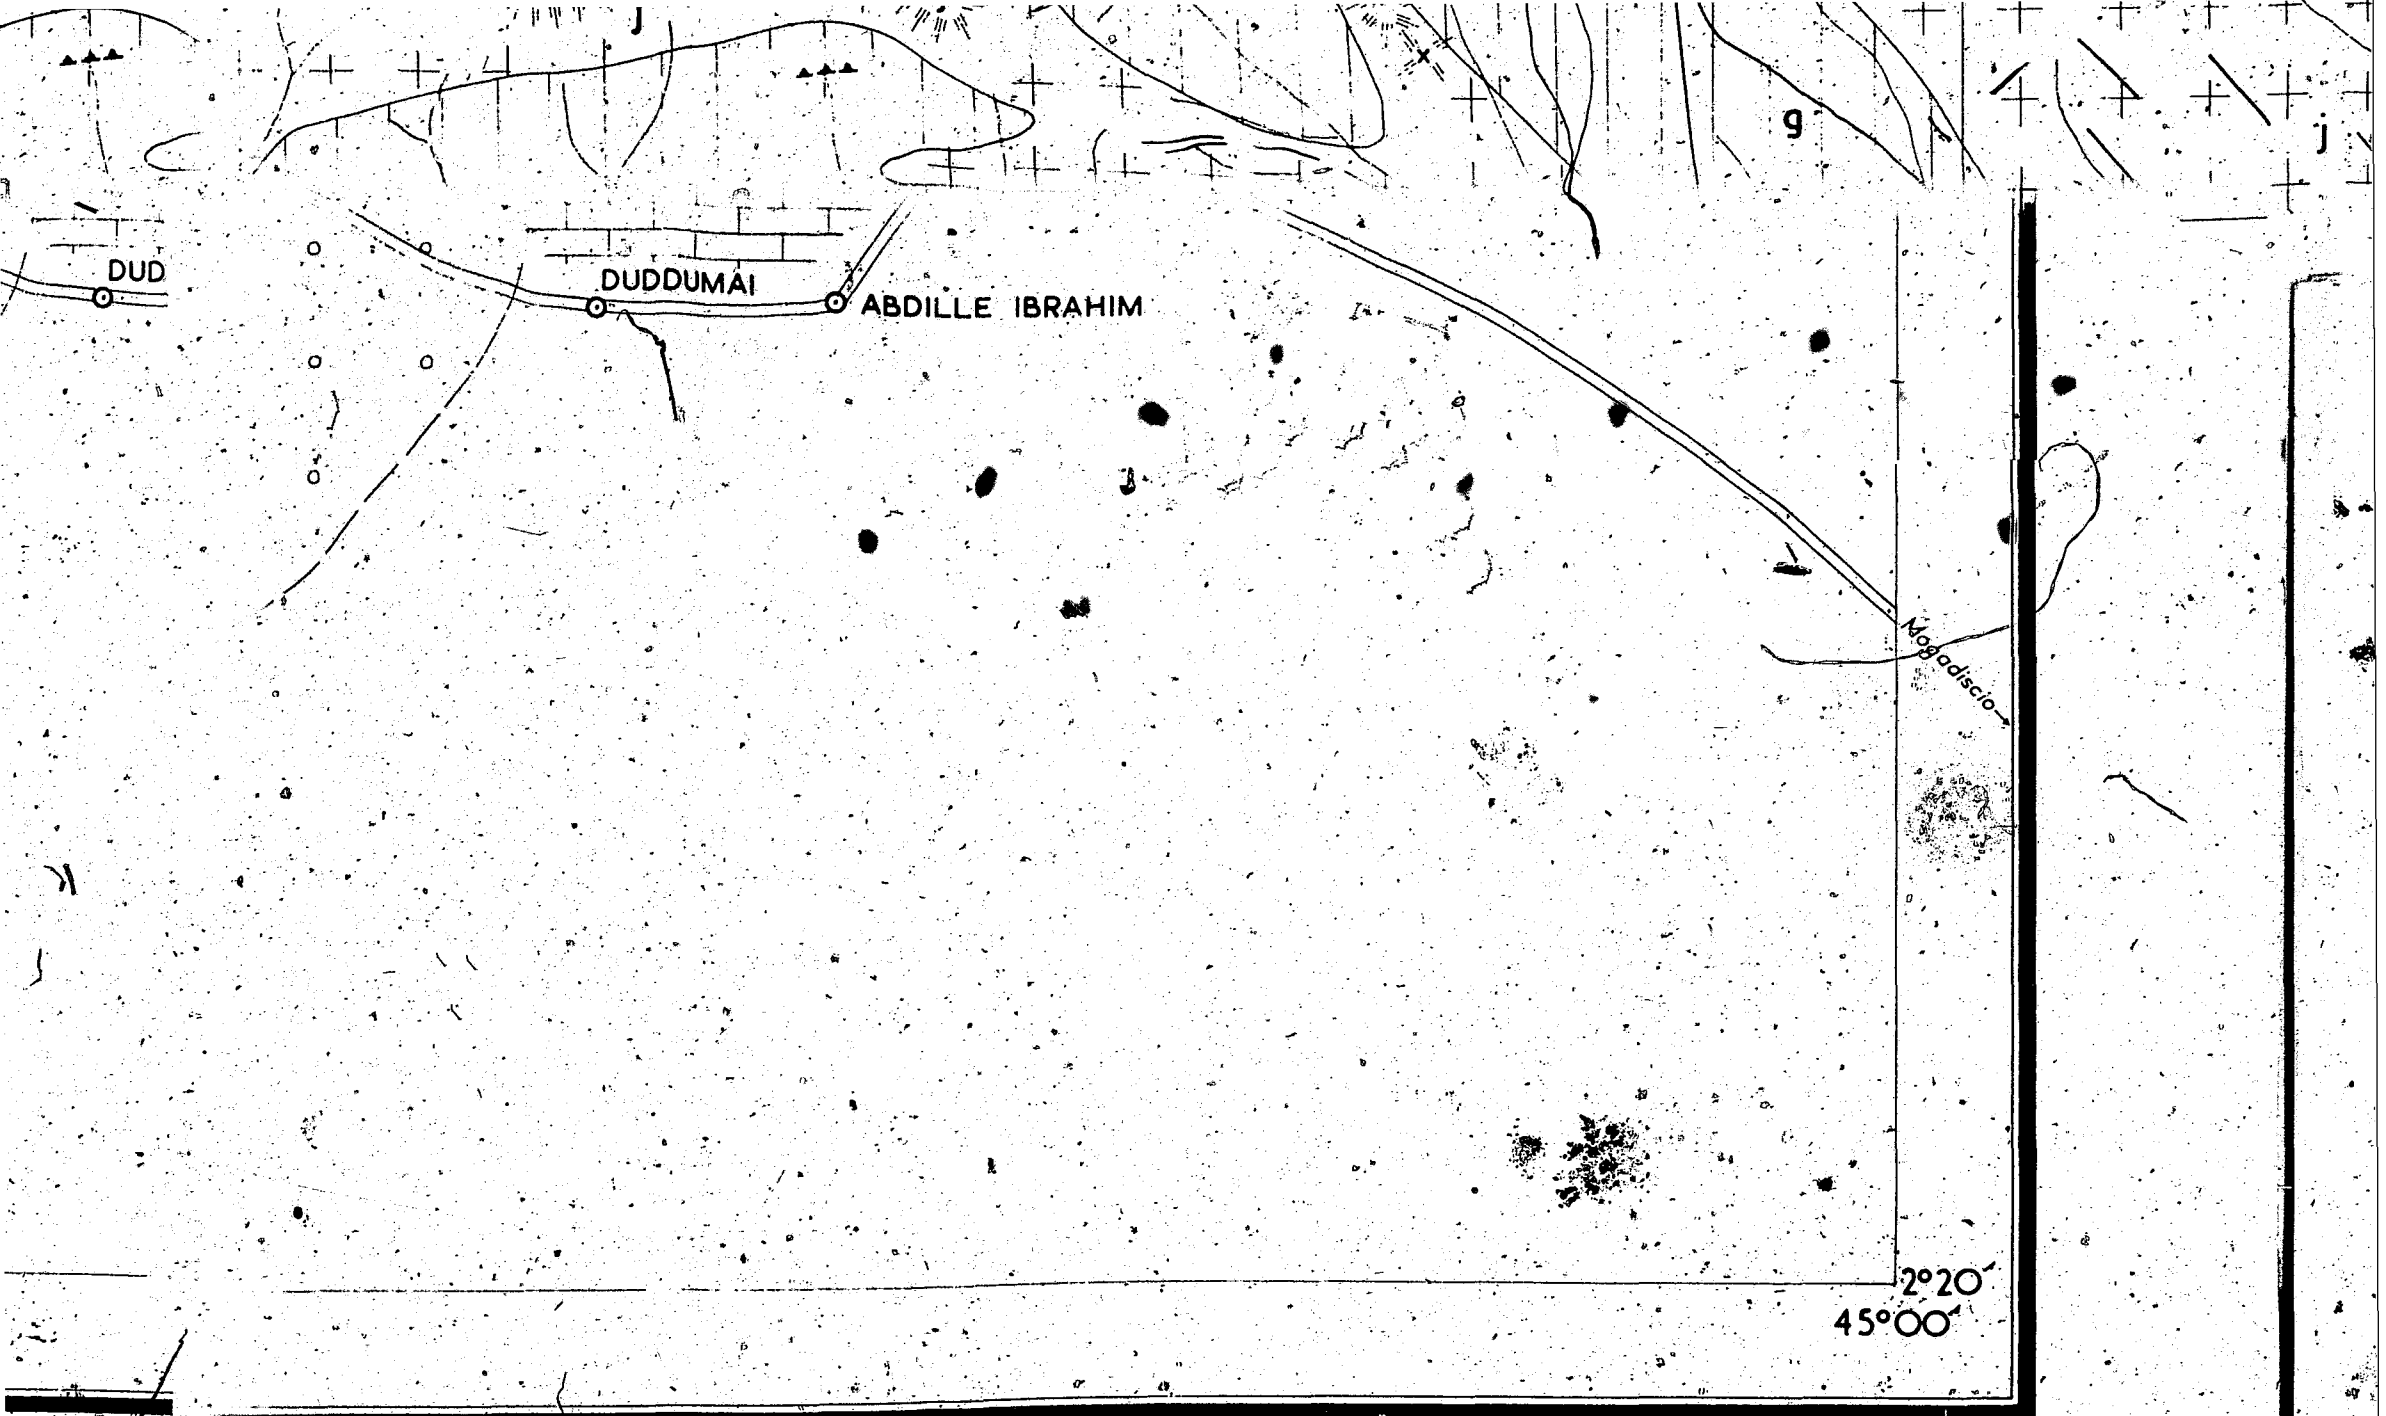 j
g
j
DUD
DUDDUMAI
ABDILLE IBRAHIM
Mogadiscio
2°20′
45°00′